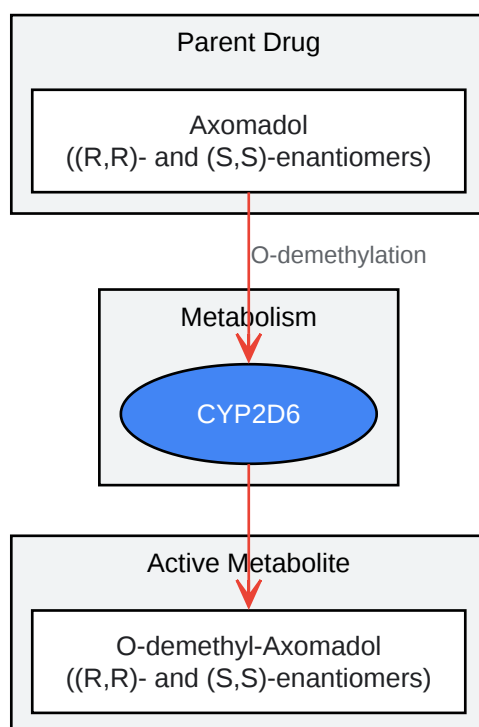 Parent Drug
Axomadol
((R,R)- and (S,S)-enantiomers)
O-demethylation
Metabolism
CYP2D6
Active Metabolite
O-demethyl-Axomadol
((R,R)- and (S,S)-enantiomers)